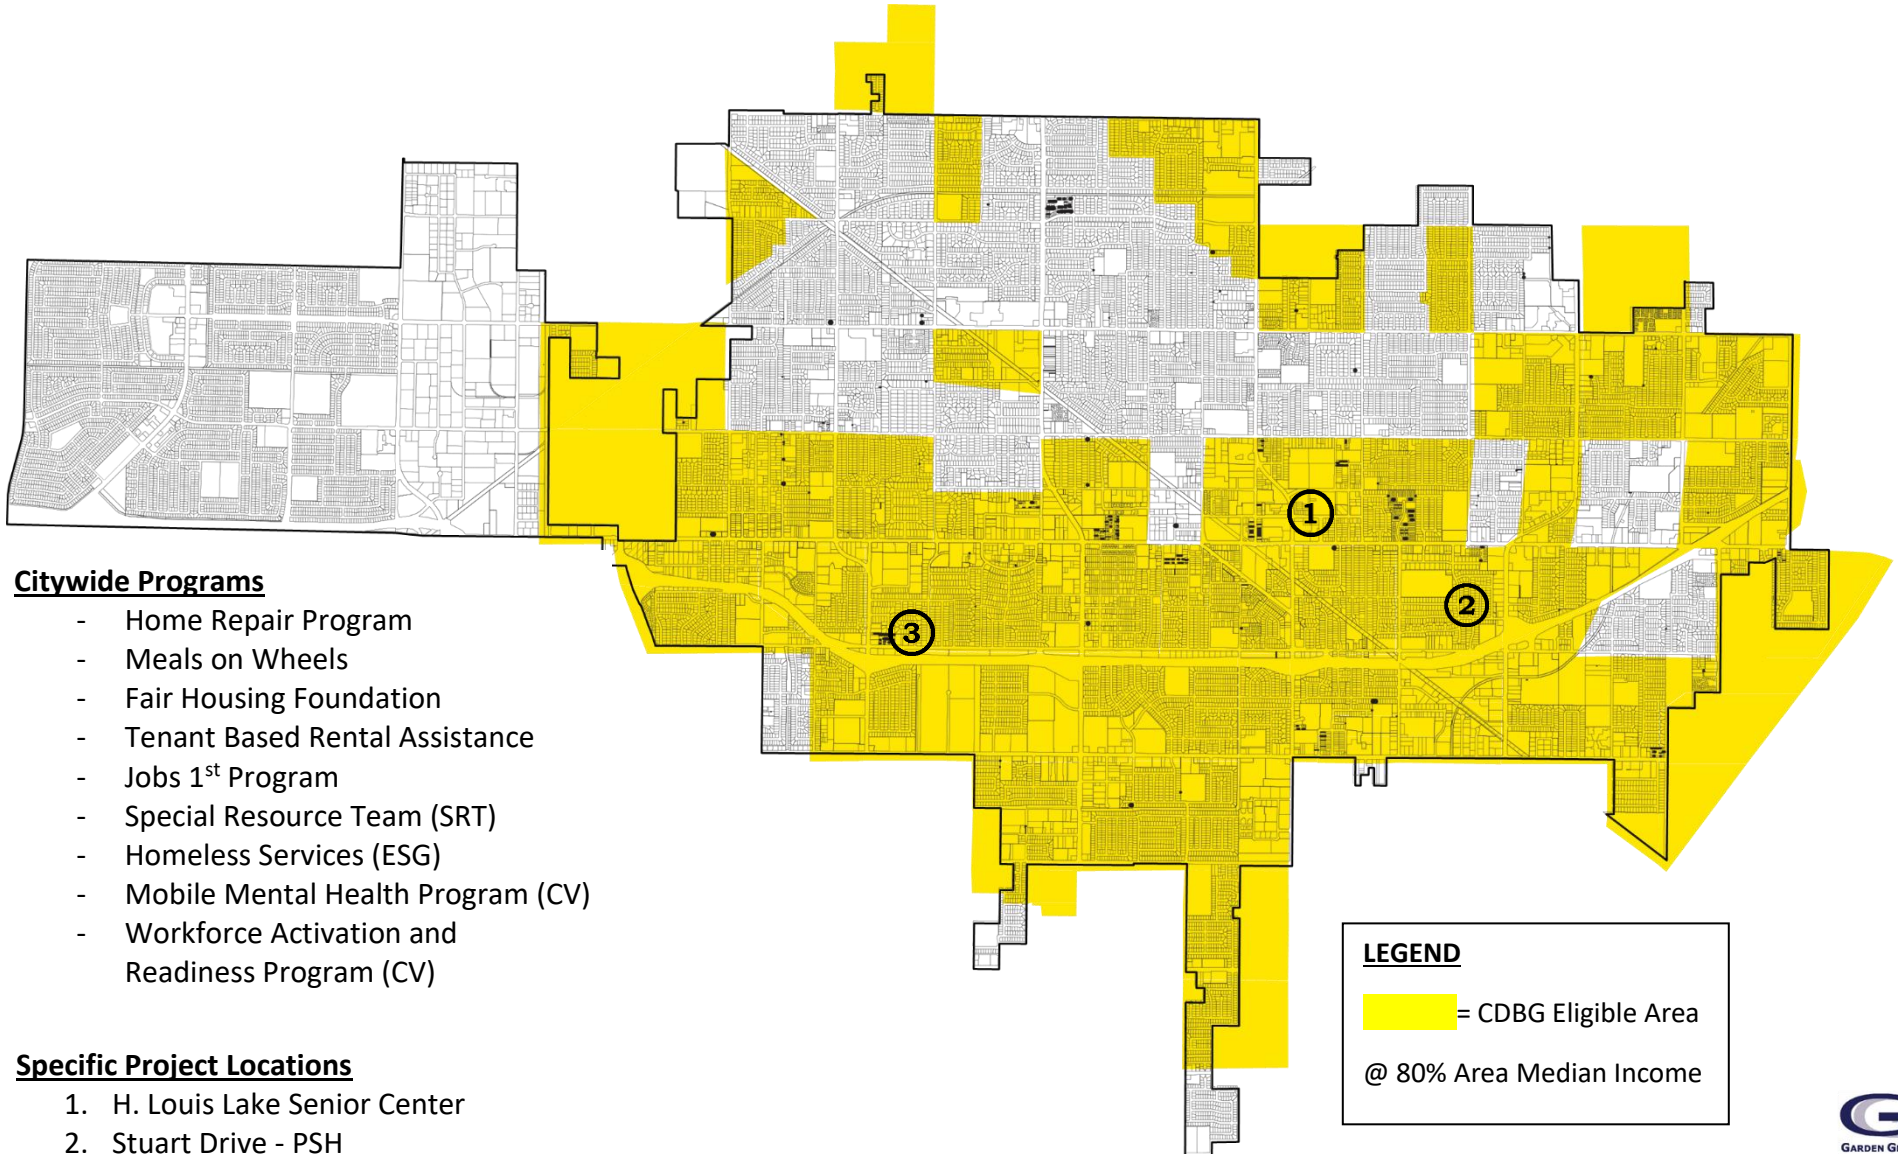 1
2
3
Citywide Programs
- Home Repair Program
- Meals on Wheels
- Fair Housing Foundation
- Tenant Based Rental Assistance
- Jobs 1st Program
- Special Resource Team (SRT)
- Homeless Services (ESG)
- Mobile Mental Health Program (CV)
- Workforce Activation and
Readiness Program (CV)
Specific Project Locations
1. H. Louis Lake Senior Center
2. Stuart Drive - PSH
LEGEND
= CDBG Eligible Area
@ 80% Area Median Income
GARDEN